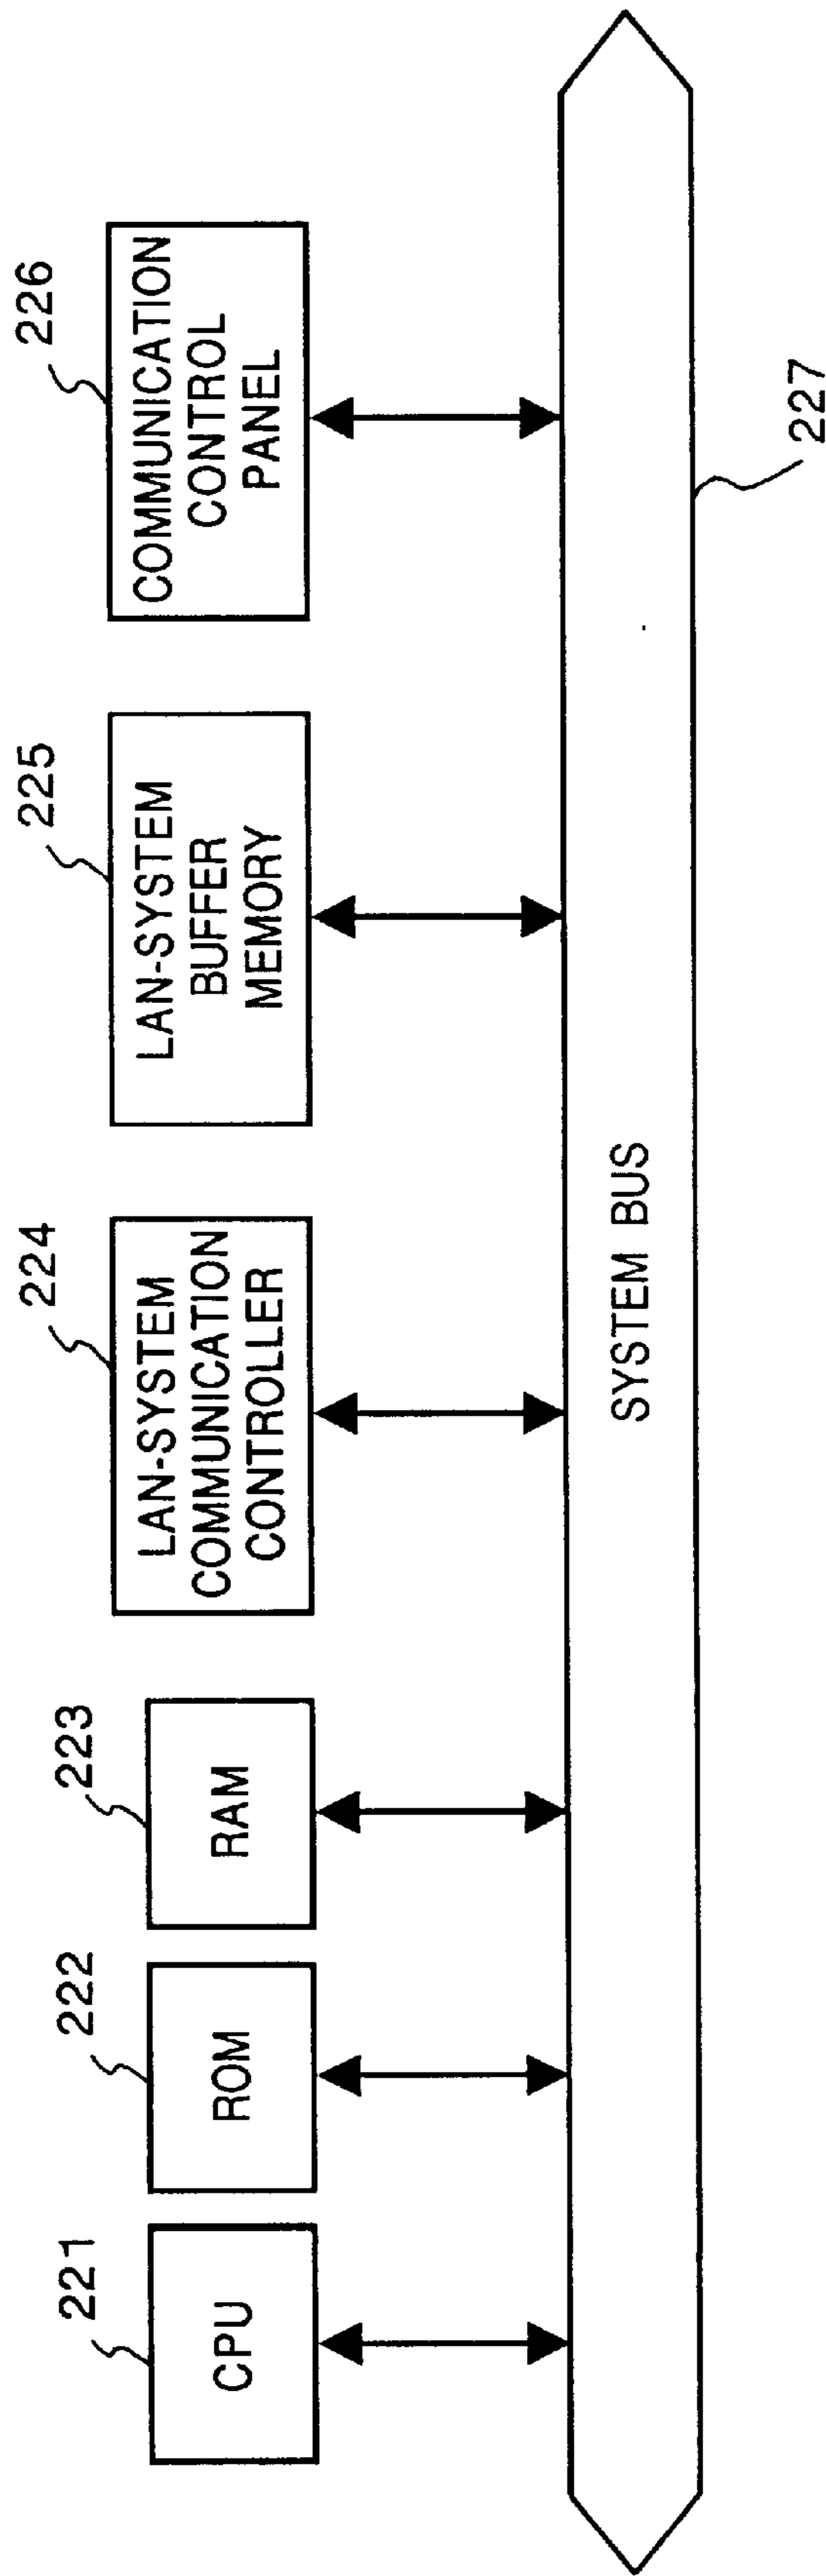 221
CPU
222
ROM
223
RAM
224
LAN-SYSTEM
COMMUNICATION
CONTROLLER
225
LAN-SYSTEM
BUFFER
MEMORY
226
COMMUNICATION
CONTROL
PANEL
SYSTEM BUS
227